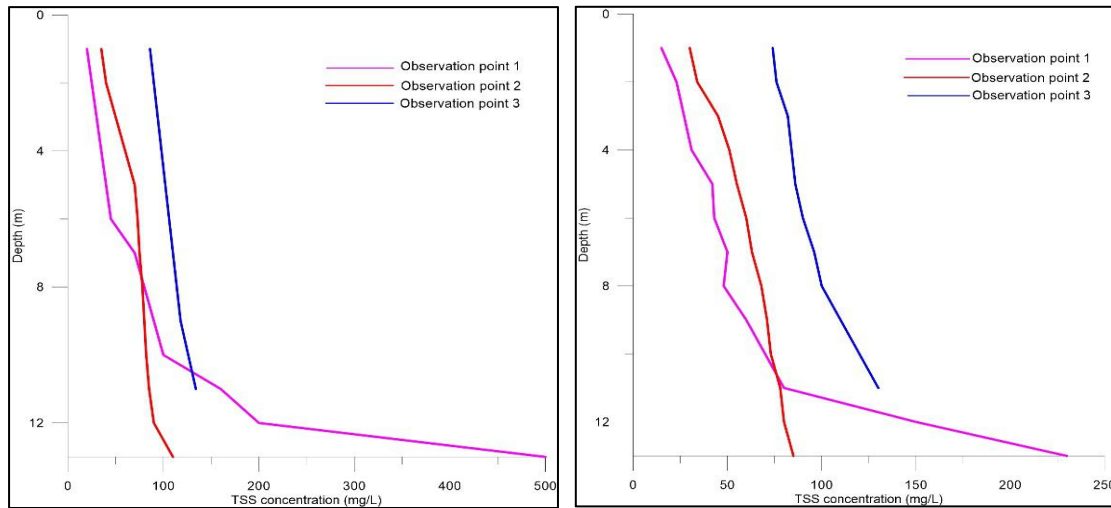 0
Observation point 1
Observation point 2
Observation point 3
4
Depth (m)
8
12
0
100
200
300
400
500
TSS concentration (mg/L)
0
Observation point 1
Observation point 2
Observation point 3
4
Depth (m)
8
12
0
50
100
150
200
250
TSS concentration (mg/L)